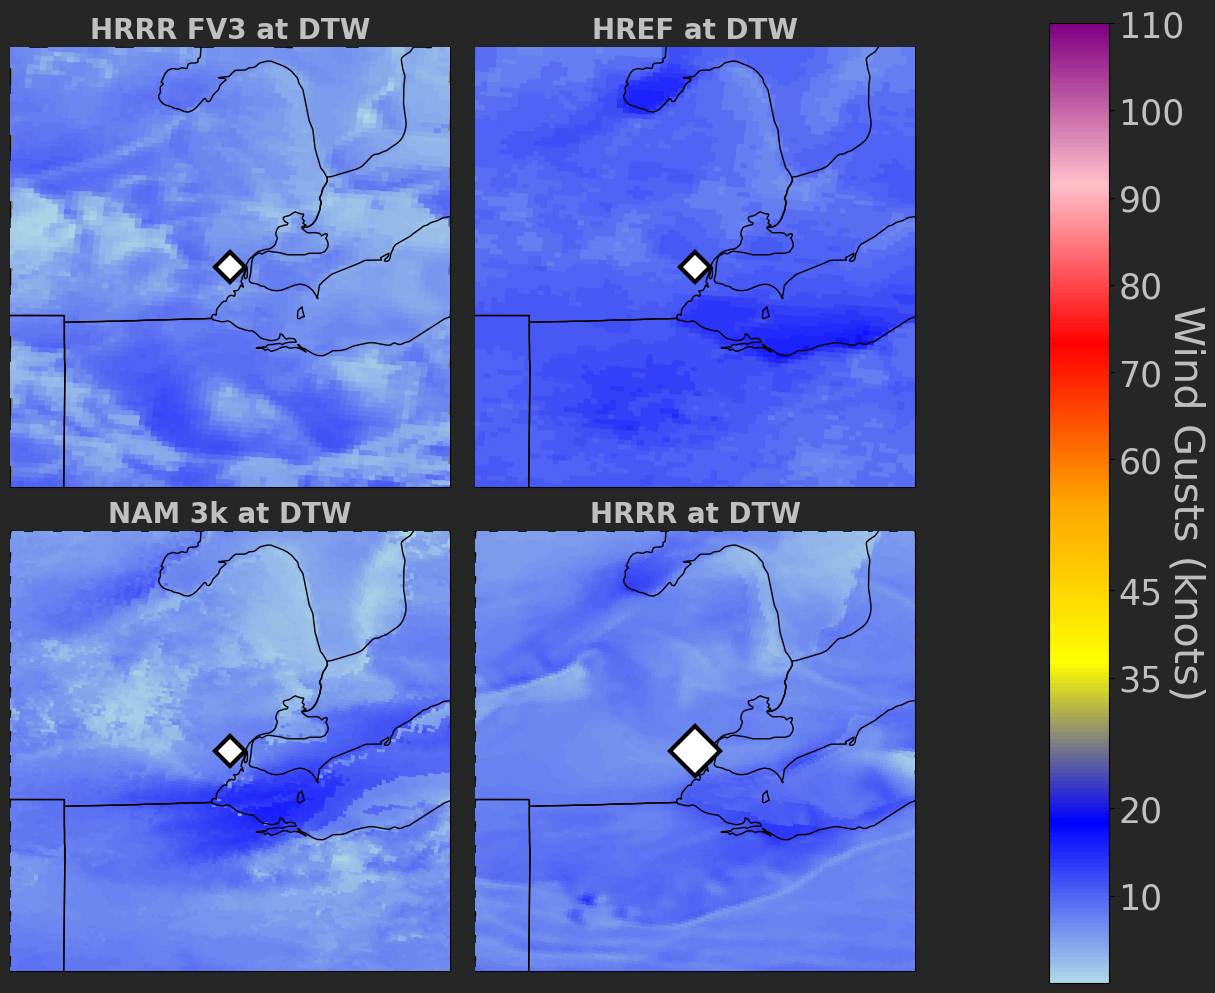 HRRR FV3 at DTW
HREF at DTW
NAM 3k at DTW
HRRR at DTW
110
100
90
80
70
60
45
35
20
10
Wind Gusts (knots)